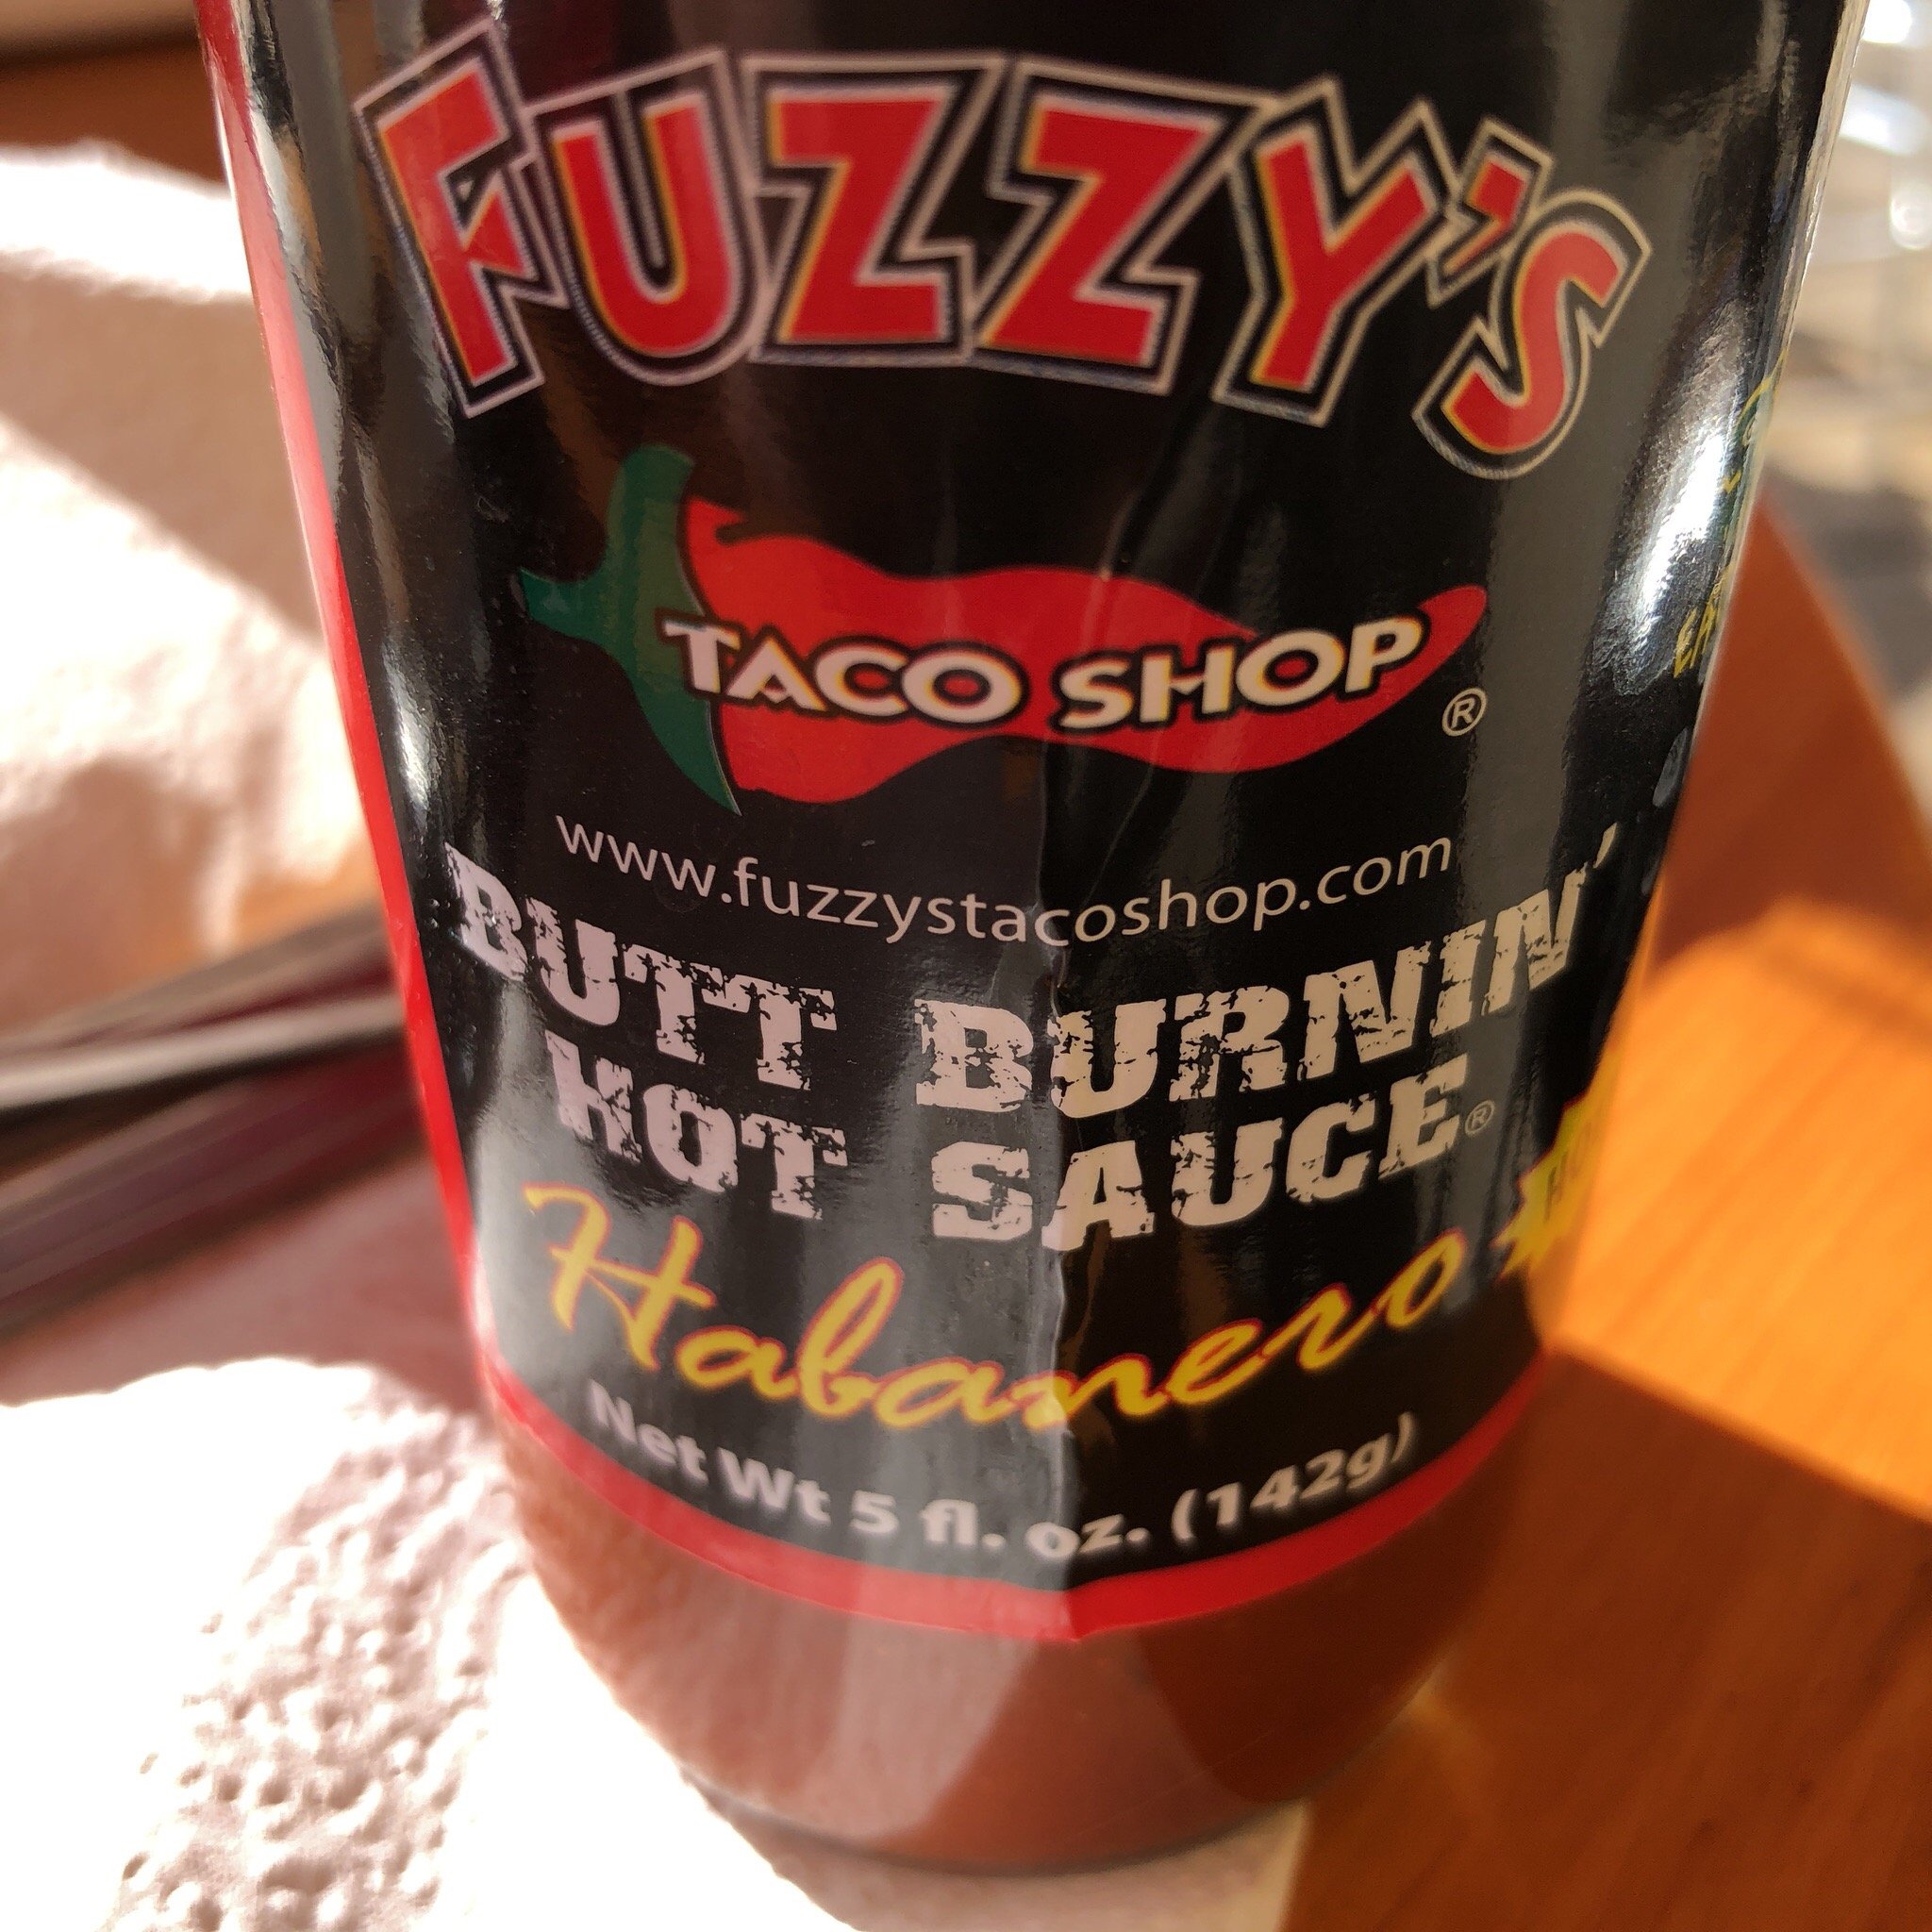 FUZZY'S
TACO SHOP ®
www.fuzzystacoshop.com
BUTT BURNIN'
HOT SAUCE®
Habanero
Net Wt 5 fl. oz. (142g)